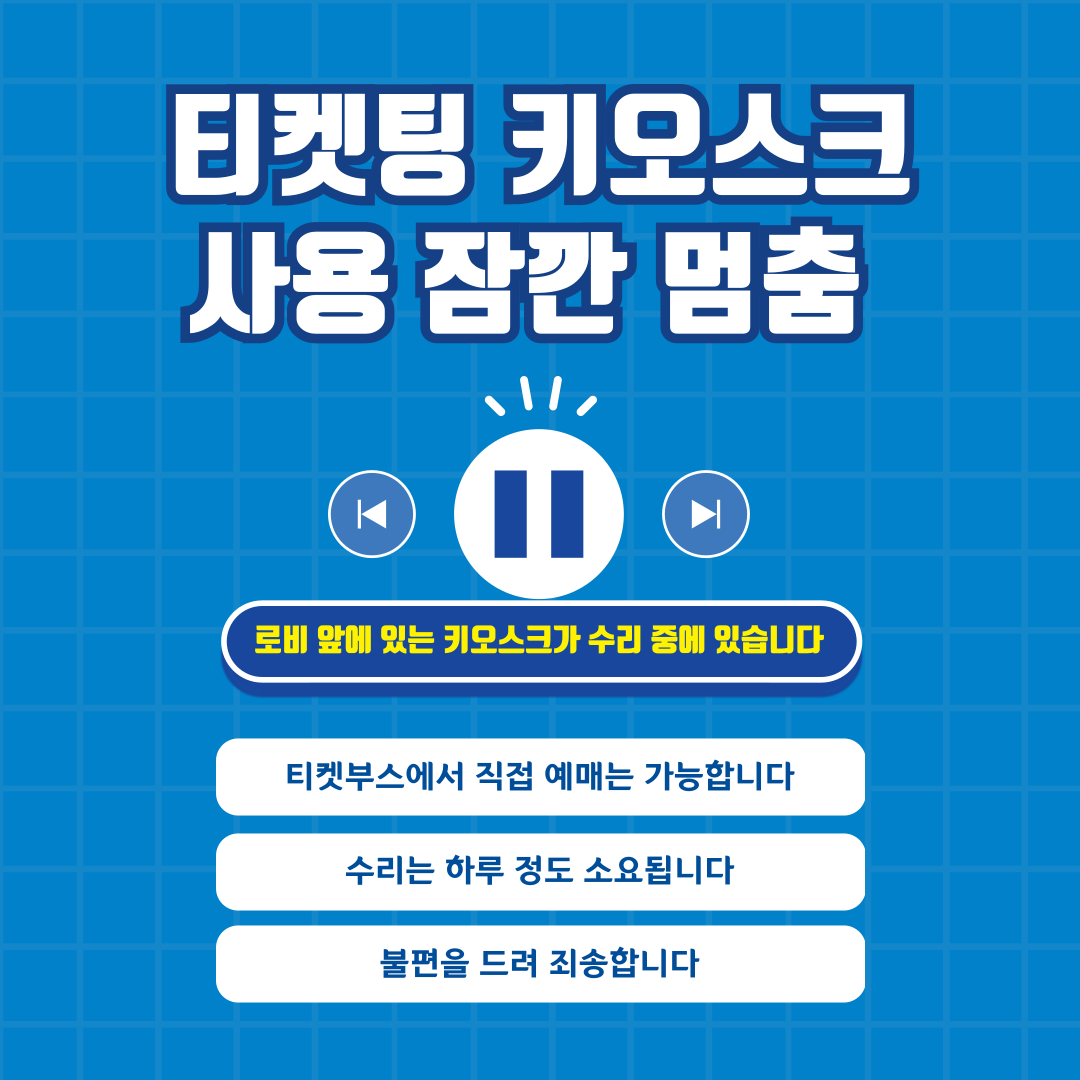 티켓팅 키오스크
사용 잠깐 멈춤
로비 앞에 있는 키오스크가 수리 중에 있습니다
티켓부스에서 직접 예매는 가능합니다
수리는 하루 정도 소요됩니다
불편을 드려 죄송합니다